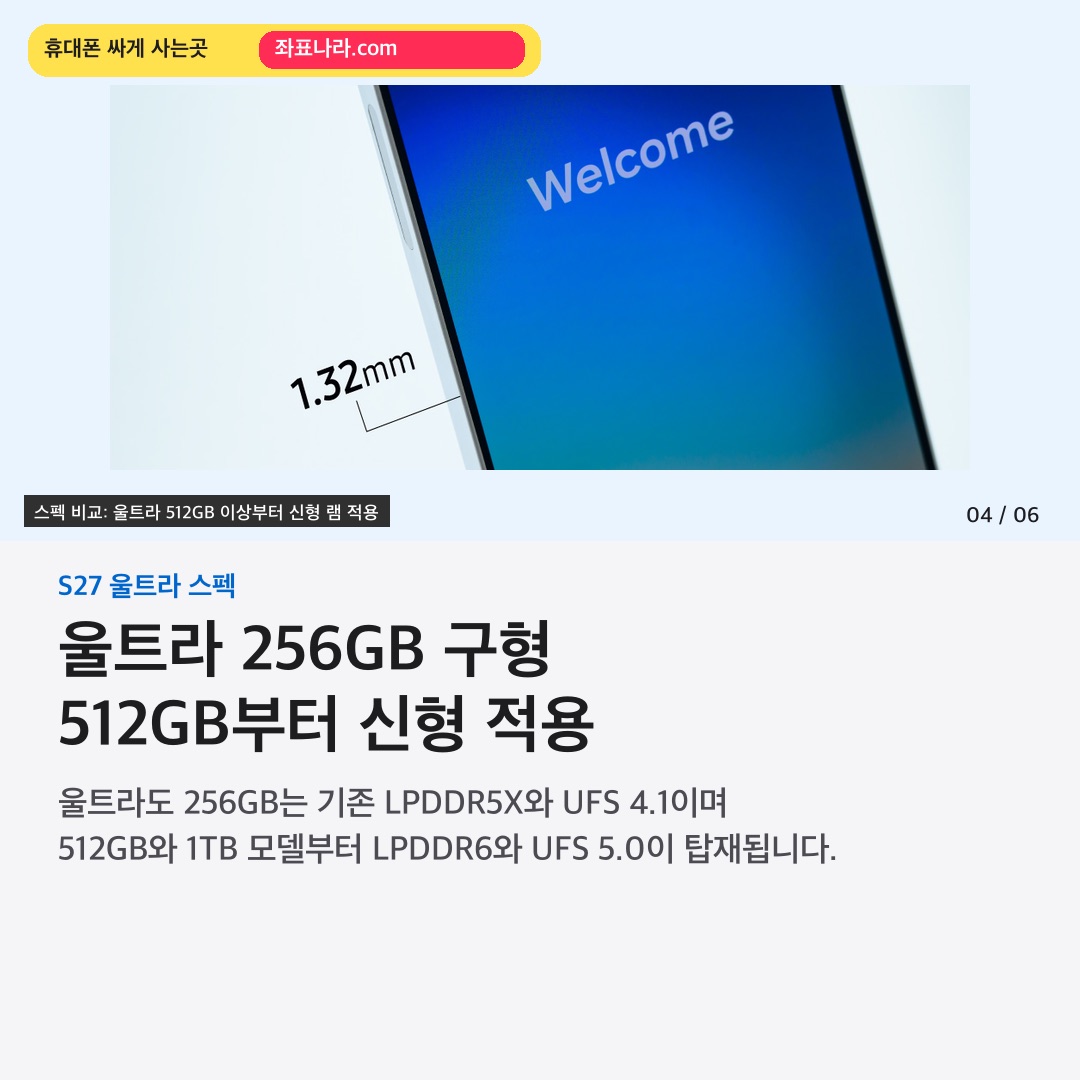 휴대폰 싸게 사는곳 좌표나라.com
Welcome
1.32mm
스펙 비교: 울트라 512GB 이상부터 신형 램 적용
04 / 06
S27 울트라 스펙
울트라 256GB 구형
512GB부터 신형 적용
울트라도 256GB는 기존 LPDDR5X와 UFS 4.1이며
512GB와 1TB 모델부터 LPDDR6와 UFS 5.0이 탑재됩니다.